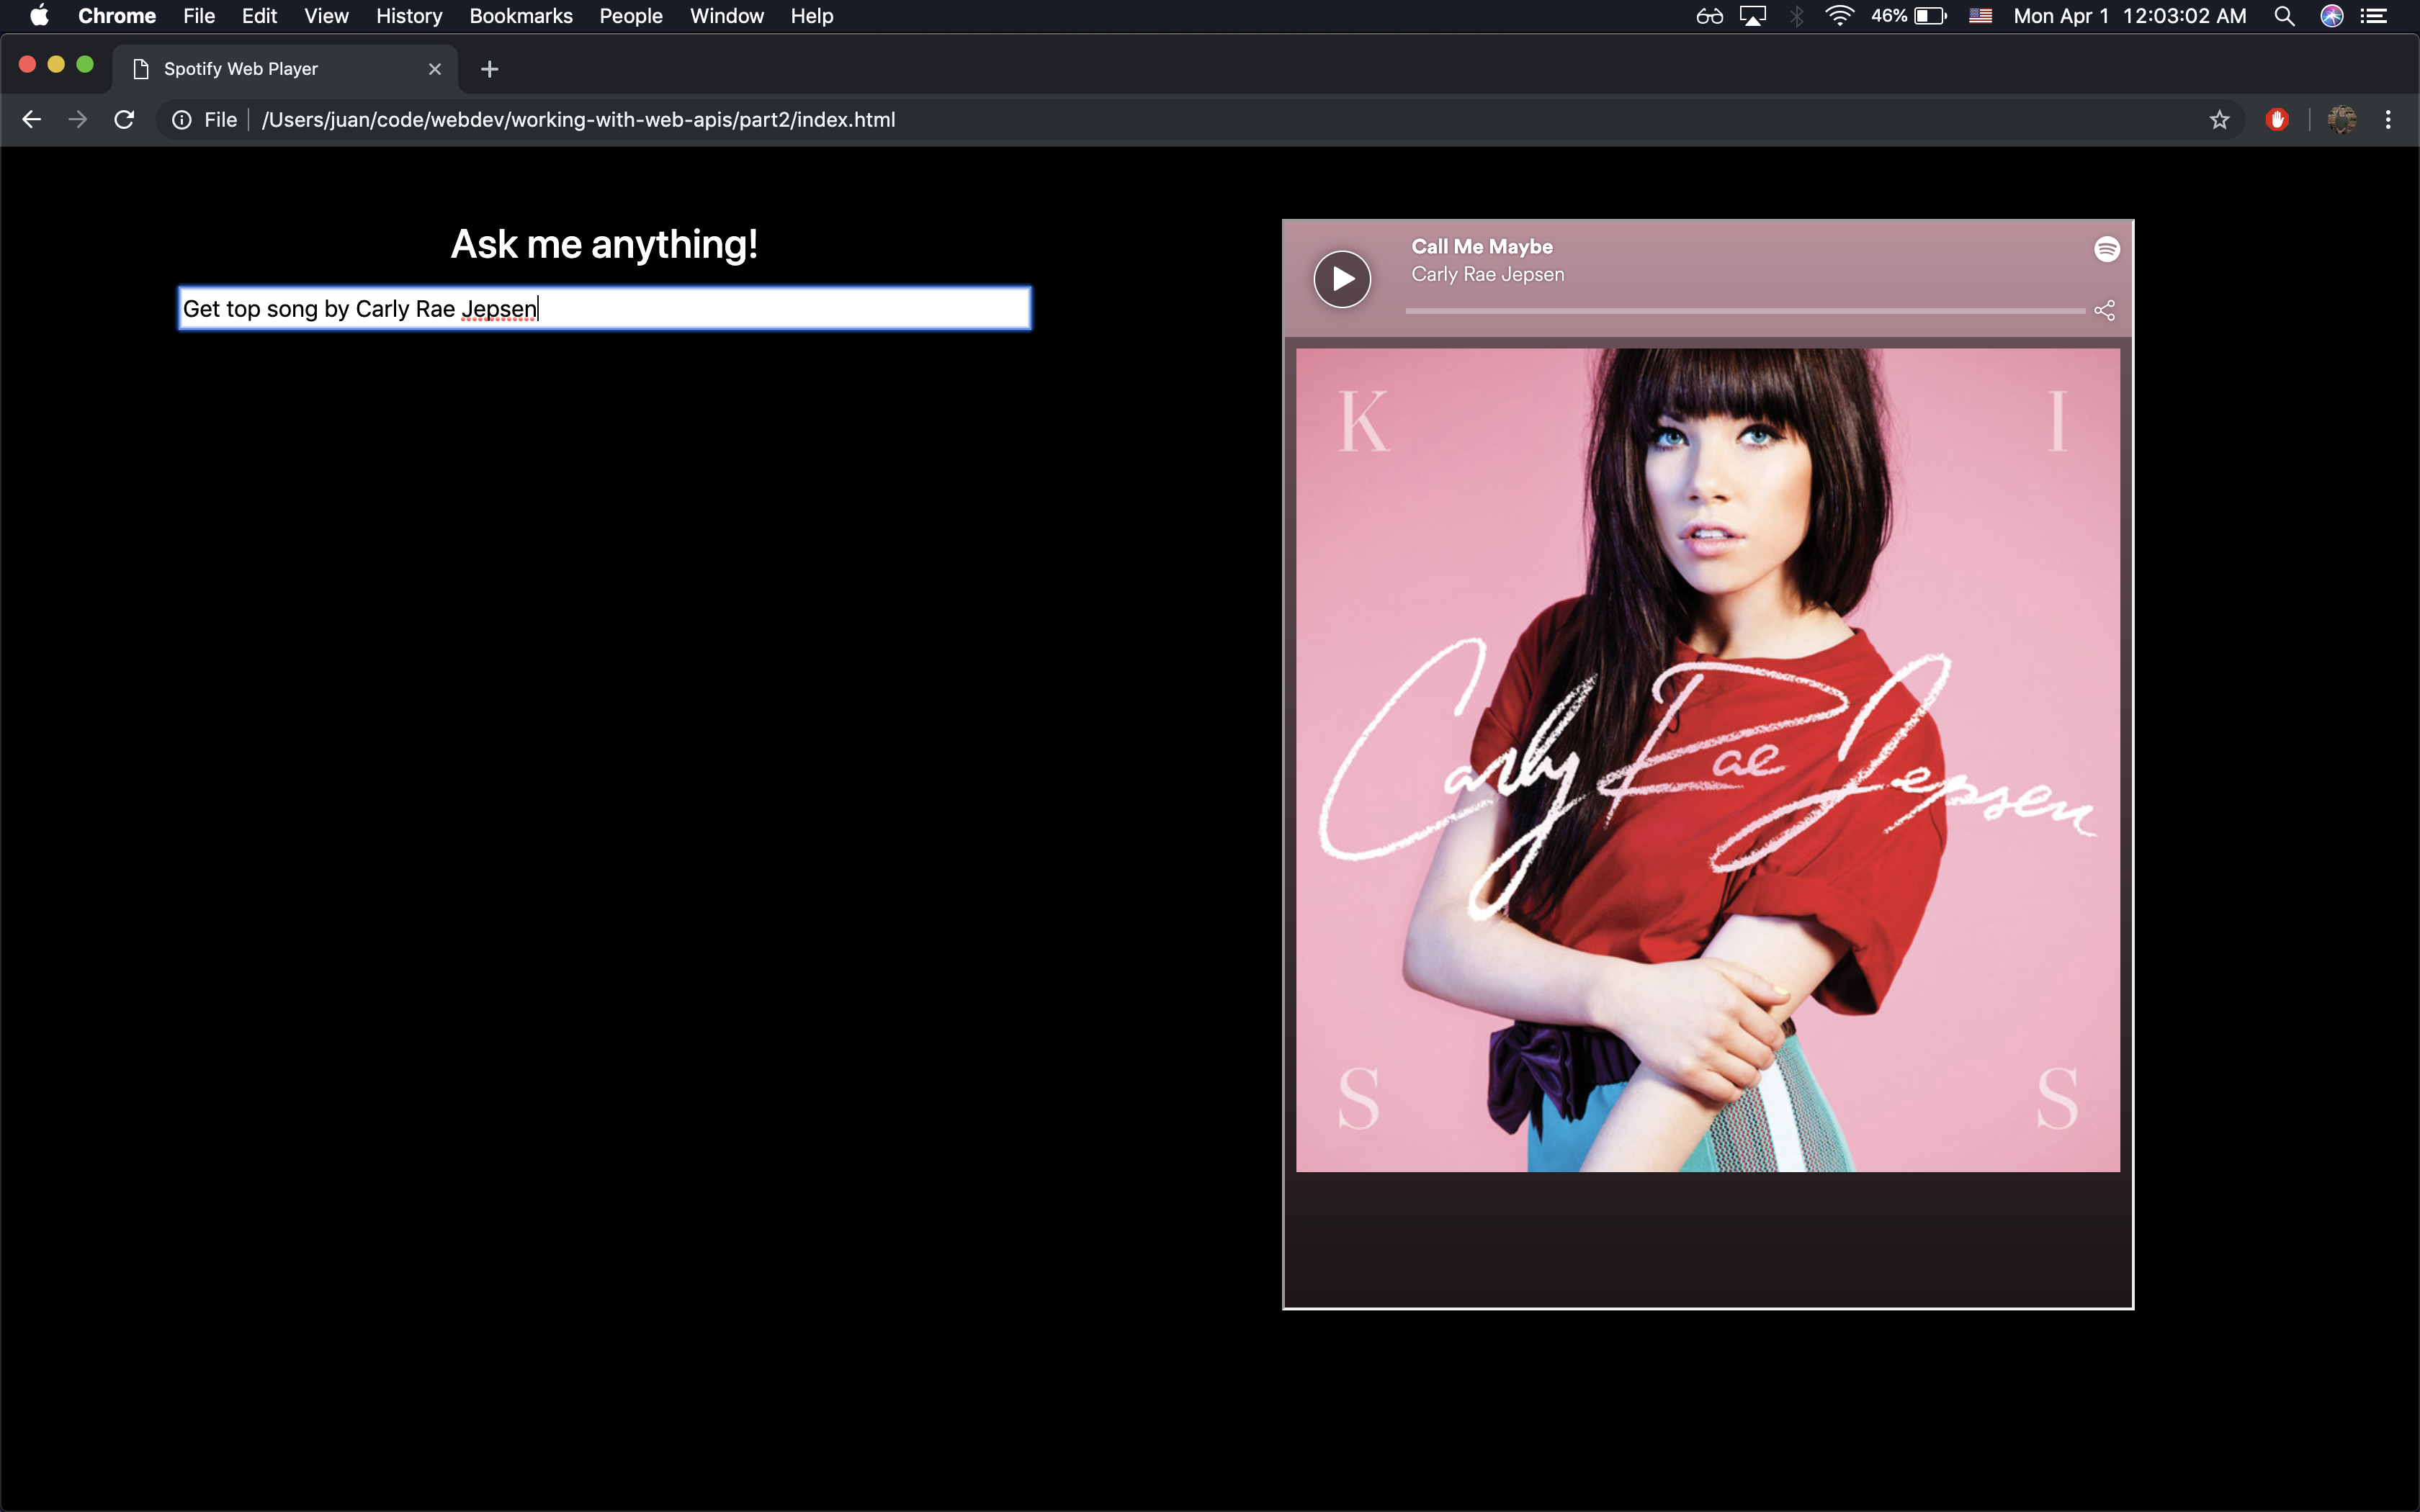 Chrome File Edit View History Bookmarks People Window Help 46% Mon Apr 1 12:03:02 AM
Spotify Web Player
File /Users/juan/code/webdev/working-with-web-apis/part2/index.html
Ask me anything!
Get top song by Carly Rae Jepsen
Call Me Maybe
Carly Rae Jepsen
K I
Carly Rae Jepsen
S S